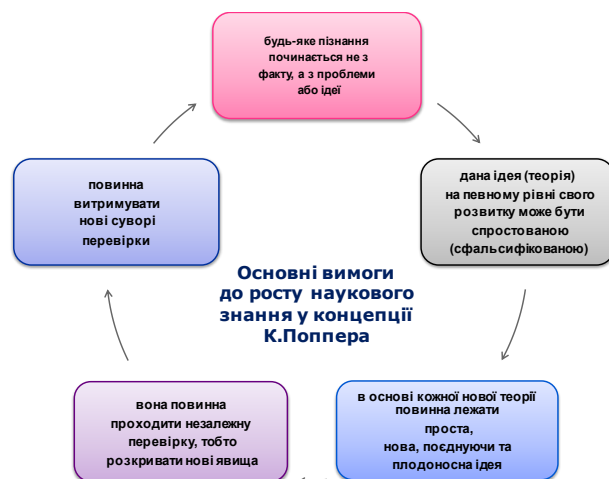 будь-яке пізнання
починається не з
факту, а з проблеми
або ідеї
дана ідея (теорія)
на певному рівні свого
розвитку може бути
спростованою
(сфальсифікованою)
в основі кожної нової теорії
повинна лежати
проста,
нова, поєднуючи та
плодоносна ідея
вона повинна
проходити незалежну
перевірку, тобто
розкривати нові явища
повинна
витримувати
нові суворі
перевірки
Основні вимоги
до росту наукового
знання у концепції
К.Поппера